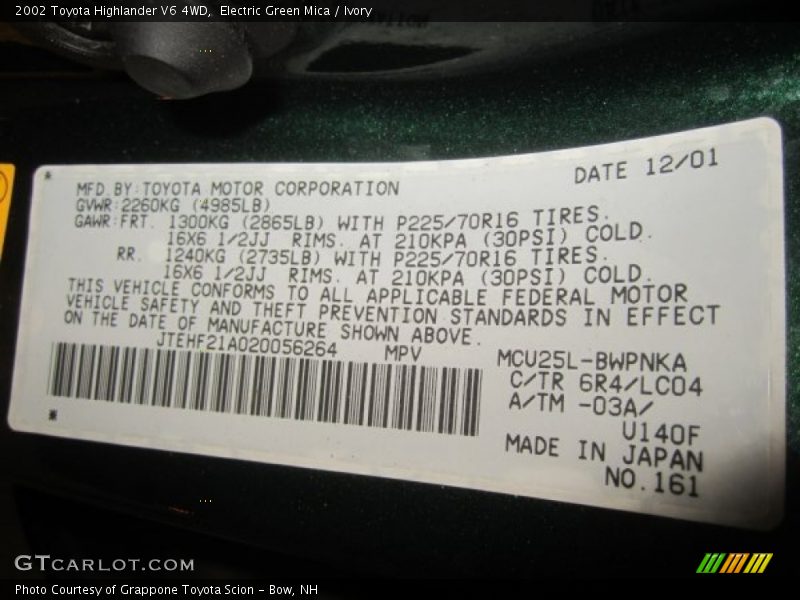 2002 Toyota Highlander V6 4WD,  Electric Green Mica / Ivory
DATE 12/01
MFD.BY:TOYOTA MOTOR CORPORATION
GVWR:2260KG (4985LB)
GAWR:FRT. 1300KG (2865LB) WITH P225/70R16 TIRES.
16X6 1/2JJ RIMS. AT 210KPA (30PSI) COLD.
RR. 1240KG (2735LB) WITH P225/70R16 TIRES.
16X6 1/2JJ RIMS. AT 210KPA (30PSI) COLD.
THIS VEHICLE CONFORMS TO ALL APPLICABLE FEDERAL MOTOR
VEHICLE SAFETY AND THEFT PREVENTION STANDARDS IN EFFECT
ON THE DATE OF MANUFACTURE SHOWN ABOVE.
JTEHF21A020056264 MPV
MCU25L-BWPNKA
C/TR 6R4/LC04
A/TM -03A/
U140F
MADE IN JAPAN
NO.161
GTCARLOT.COM
Photo Courtesy of Grappone Toyota Scion - Bow, NH